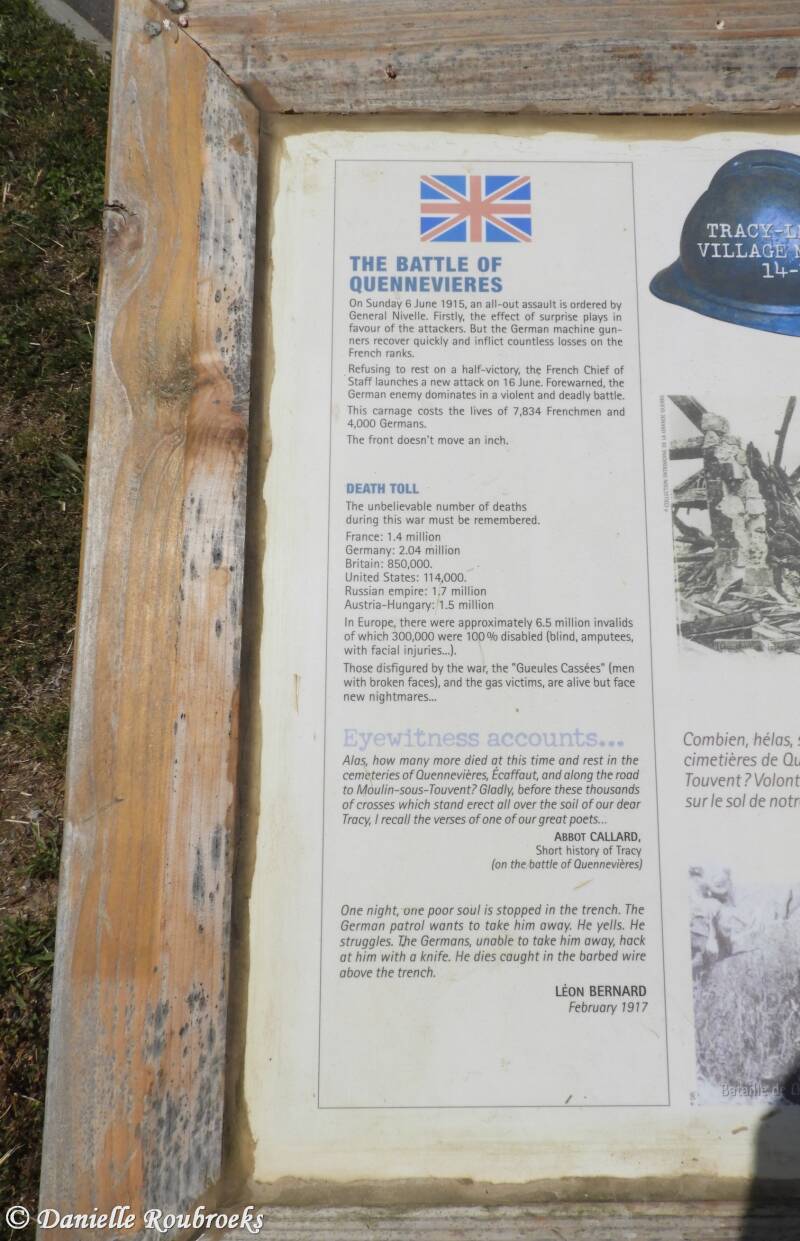 THE BATTLE OF
QUENNEVIERES
On Sunday 6 June 1915, an all-out assault is ordered by
General Nivelle. Firstly, the effect of surprise plays in
favour of the attackers. But the German machine gun-
ners recover quickly and inflict countless losses on the
French ranks.
Refusing to rest on a half-victory, the French Chief of
Staff launches a new attack on 16 June. Forewarned, the
German enemy dominates in a violent and deadly battle.
This carnage costs the lives of 7,834 Frenchmen and
4,000 Germans.
The front doesn't move an inch.
DEATH TOLL
The unbelievable number of deaths
during this war must be remembered.
France: 1.4 million
Germany: 2.04 million
Britain: 850,000.
United States: 114,000.
Russian empire: 1.7 million
Austria-Hungary: 1.5 million
In Europe, there were approximately 6.5 million invalids
of which 300,000 were 100% disabled (blind, amputees,
with facial injuries...).
Those disfigured by the war, the "Gueules Cassées" (men
with broken faces), and the gas victims, are alive but face
new nightmares...
Eyewitness accounts...
Alas, how many more died at this time and rest in the
cemeteries of Quennevières, Écaffaut, and along the road
to Moulin-sous-Touvent? Gladly, before these thousands
of crosses which stand erect all over the soil of our dear
Tracy, I recall the verses of one of our great poets...
ABBOT CALLARD,
Short history of Tracy
(on the battle of Quennevières)
One night, one poor soul is stopped in the trench. The
German patrol wants to take him away. He yells. He
struggles. The Germans, unable to take him away, hack
at him with a knife. He dies caught in the barbed wire
above the trench.
LÉON BERNARD
February 1917
TRACY-L
VILLAGE
14-
© COLLECTION PATRIMOINE DE LA GRANDE GUERRE
Combien, hélas,
cimetières de Qu
Touvent ? Volont
sur le sol de notr
Bataille de
© Danielle Roubroeks